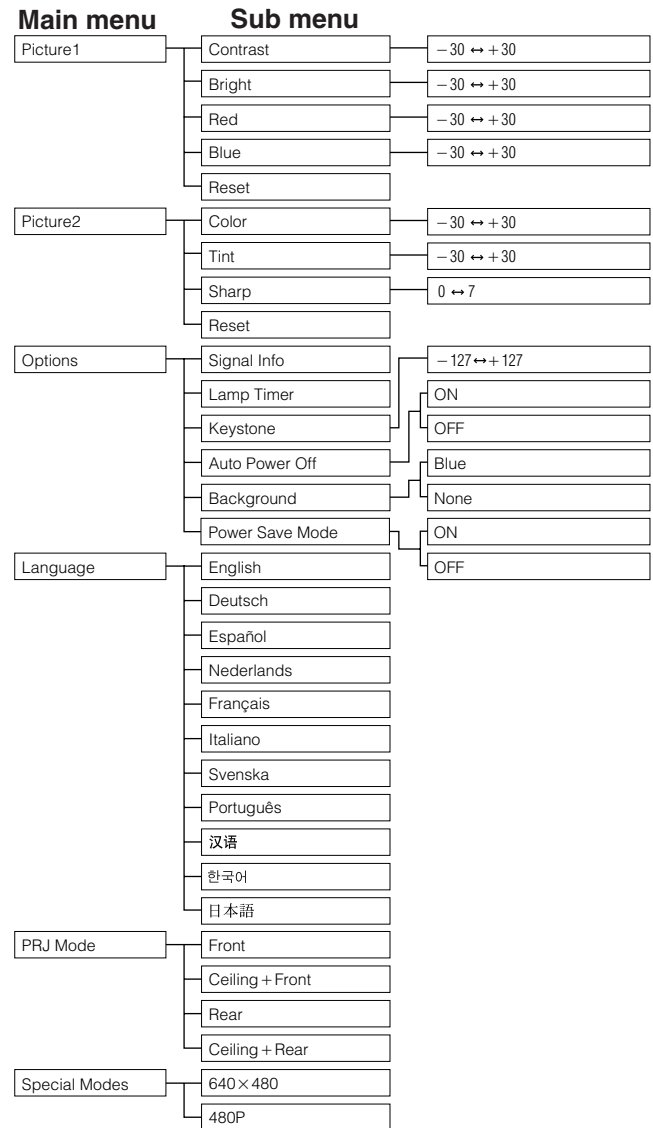 Main menu Sub menu
Picture1 Contrast −30 ↔ +30
Bright −30 ↔ +30
Red −30 ↔ +30
Blue −30 ↔ +30
Reset
Picture2 Color −30 ↔ +30
Tint −30 ↔ +30
Sharp 0 ↔ 7
Reset
Options Signal Info −127 ↔ +127
Lamp Timer ON
Keystone OFF
Auto Power Off Blue
Background None
Power Save Mode ON
Language English OFF
Deutsch
Español
Nederlands
Français
Italiano
Svenska
Português
汉语
한국어
日本語
PRJ Mode Front
Ceiling+Front
Rear
Ceiling+Rear
Special Modes 640×480
480P